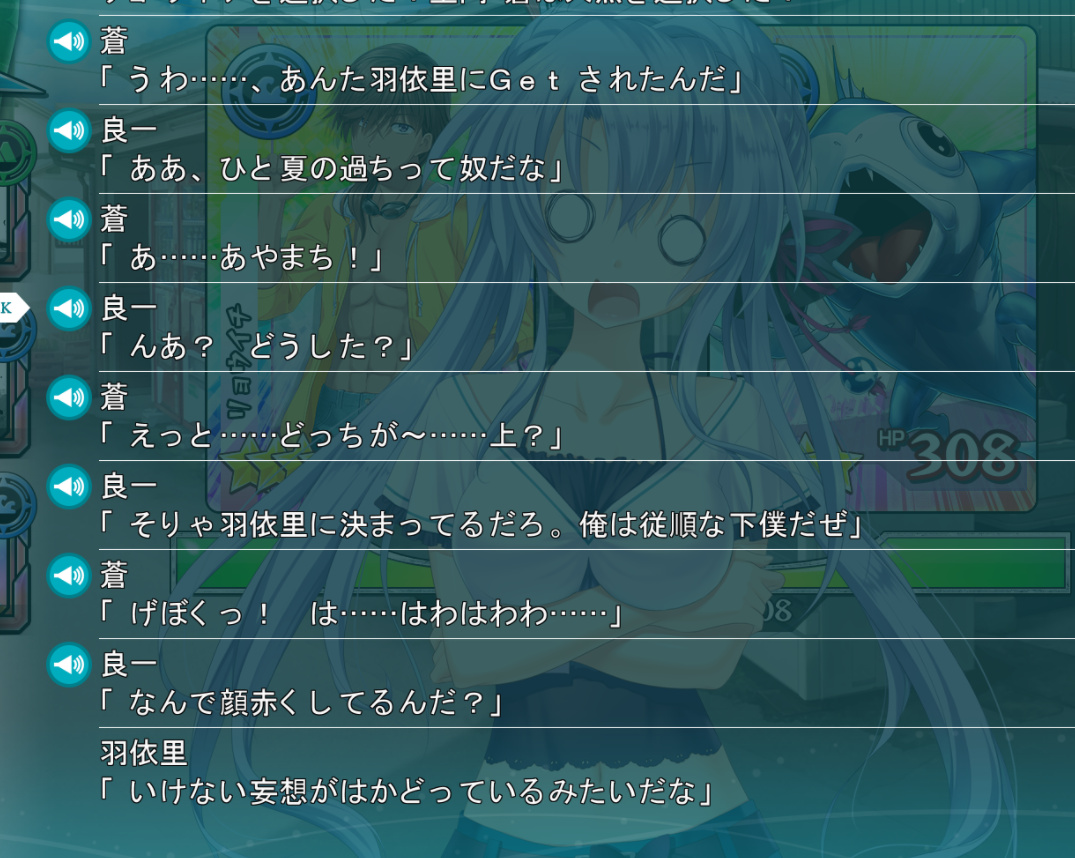 蒼
「うわ……、あんた羽依里にＧｅｔされたんだ」
良一
「ああ、ひと夏の過ちって奴だな」
蒼
「あ……あやまち！」
良一
「んあ？　どうした？」
蒼
「えっと……どっちが～……上？」
良一
「そりゃ羽依里に決まってるだろ。俺は従順な下僕だぜ」
蒼
「げぼくっ！　は……はわはわわ……」
良一
「なんで顔赤くしてるんだ？」
羽依里
「いけない妄想がはかどっているみたいだな」
K
HP 308